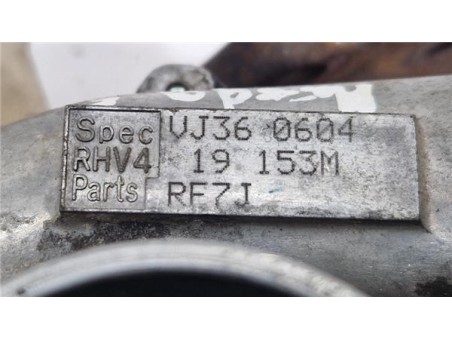 Spec VJ36 0604
RHV4 19 153M
Parts RF7J